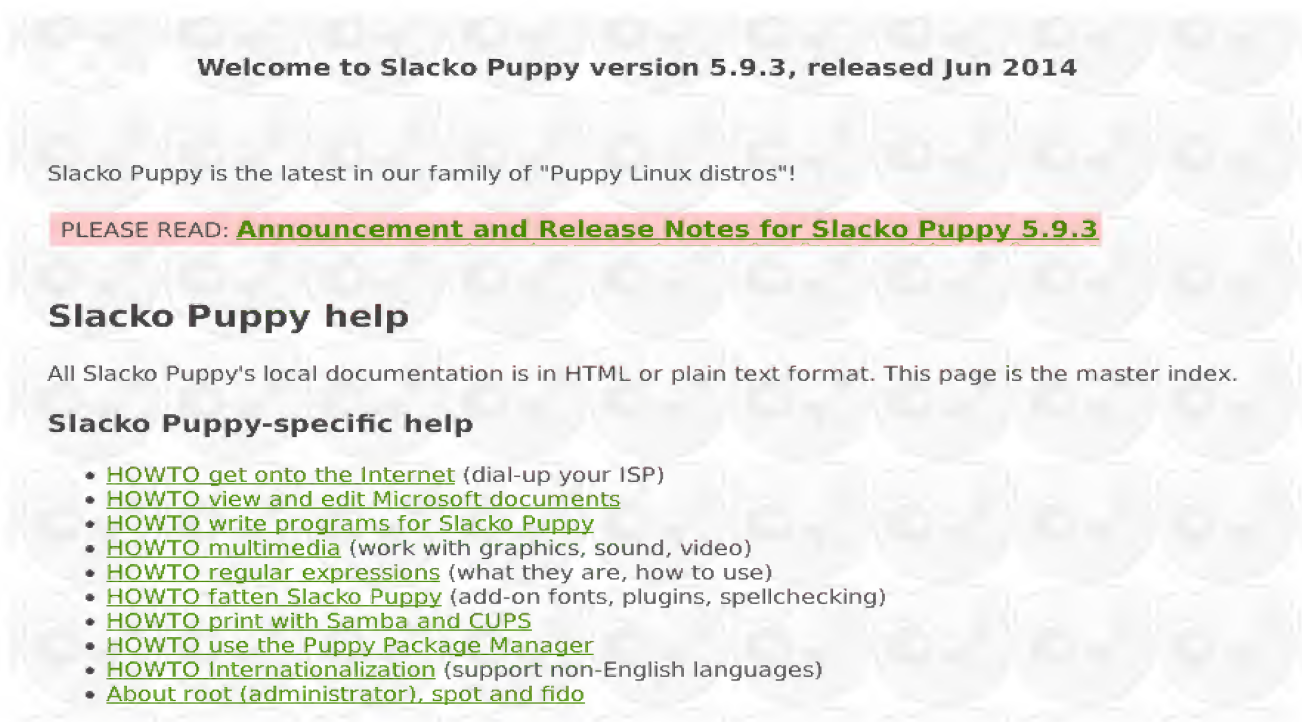 Welcome to Slacko Puppy version 5.9.3, released Jun 2014
Slacko Puppy is the latest in our family of "Puppy Linux distros"!
PLEASE READ: Announcement and Release Notes for Slacko Puppy 5.9.3
Slacko Puppy help
All Slacko Puppy's local documentation is in HTML or plain text format. This page is the master index.
Slacko Puppy-specific help
• HOWTO get onto the Internet (dial-up your ISP)
• HOWTO view and edit Microsoft documents
• HOWTO write programs for Slacko Puppy
• HOWTO multimedia (work with graphics, sound, video)
• HOWTO regular expressions (what they are, how to use)
• HOWTO fatten Slacko Puppy (add-on fonts, plugins, spellchecking)
• HOWTO print with Samba and CUPS
• HOWTO use the Puppy Package Manager
• HOWTO Internationalization (support non-English languages)
• About root (administrator), spot and fido